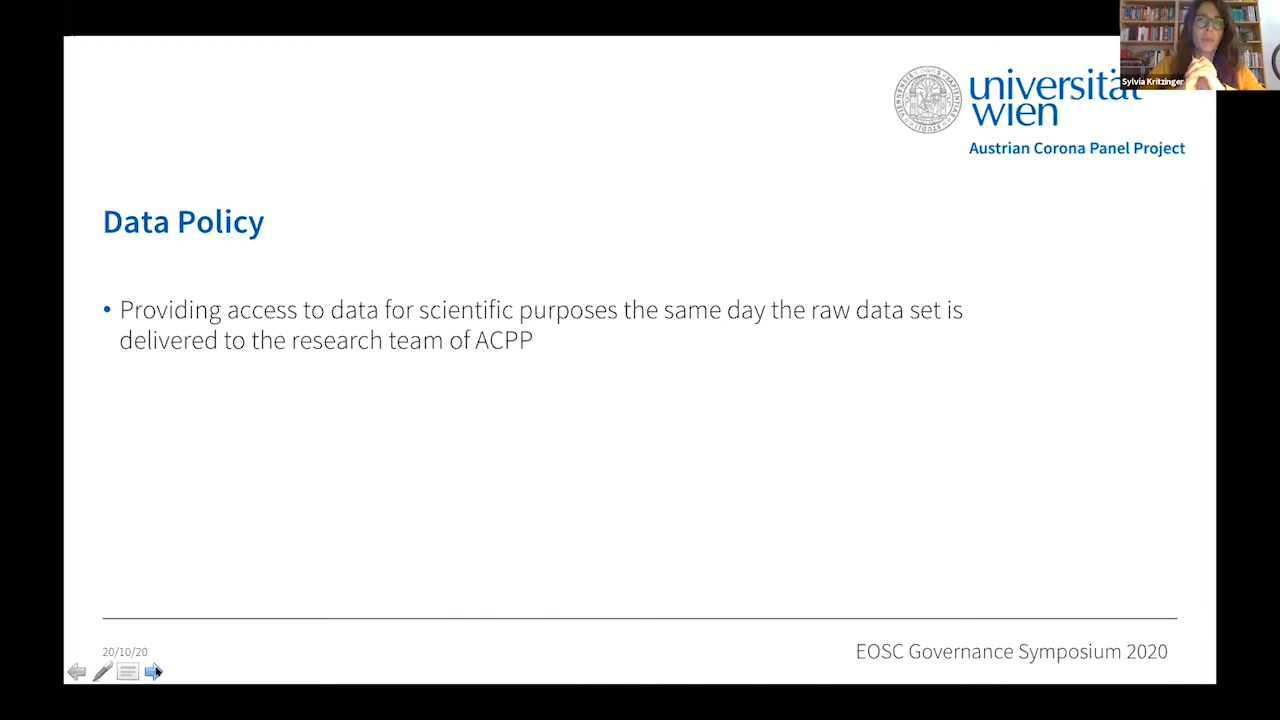 Sylvia Kritzinger
universität
wien
Austrian Corona Panel Project
Data Policy
• Providing access to data for scientific purposes the same day the raw data set is
delivered to the research team of ACPP
20/10/20
EOSC Governance Symposium 2020